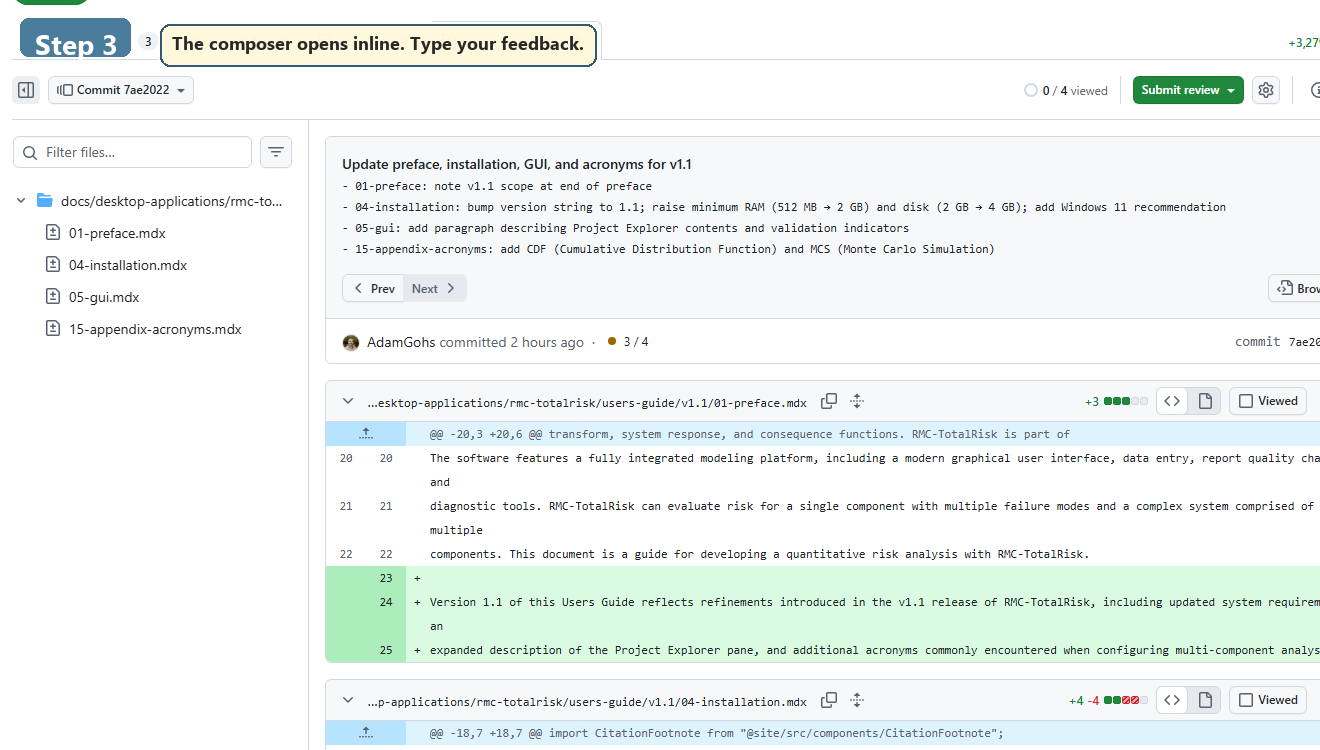 Step 3
3
The composer opens inline. Type your feedback.
+3,279
Commit 7ae2022
0 / 4 viewed
Submit review
Filter files...
docs/desktop-applications/rmc-to...
01-preface.mdx
04-installation.mdx
05-gui.mdx
15-appendix-acronyms.mdx
Update preface, installation, GUI, and acronyms for v1.1
- 01-preface: note v1.1 scope at end of preface
- 04-installation: bump version string to 1.1; raise minimum RAM (512 MB → 2 GB) and disk (2 GB → 4 GB); add Windows 11 recommendation
- 05-gui: add paragraph describing Project Explorer contents and validation indicators
- 15-appendix-acronyms: add CDF (Cumulative Distribution Function) and MCS (Monte Carlo Simulation)
Prev Next
Brow
AdamGohs committed 2 hours ago · 3 / 4
commit 7ae20
...esktop-applications/rmc-totalrisk/users-guide/v1.1/01-preface.mdx
+3
Viewed
@@ -20,3 +20,6 @@ transform, system response, and consequence functions. RMC-TotalRisk is part of
20 20 The software features a fully integrated modeling platform, including a modern graphical user interface, data entry, report quality cha
and
21 21 diagnostic tools. RMC-TotalRisk can evaluate risk for a single component with multiple failure modes and a complex system comprised of
multiple
22 22 components. This document is a guide for developing a quantitative risk analysis with RMC-TotalRisk.
23 +
24 + Version 1.1 of this Users Guide reflects refinements introduced in the v1.1 release of RMC-TotalRisk, including updated system requirem
an
25 + expanded description of the Project Explorer pane, and additional acronyms commonly encountered when configuring multi-component analys
...p-applications/rmc-totalrisk/users-guide/v1.1/04-installation.mdx
+4 -4
Viewed
@@ -18,7 +18,7 @@ import CitationFootnote from "@site/src/components/CitationFootnote";